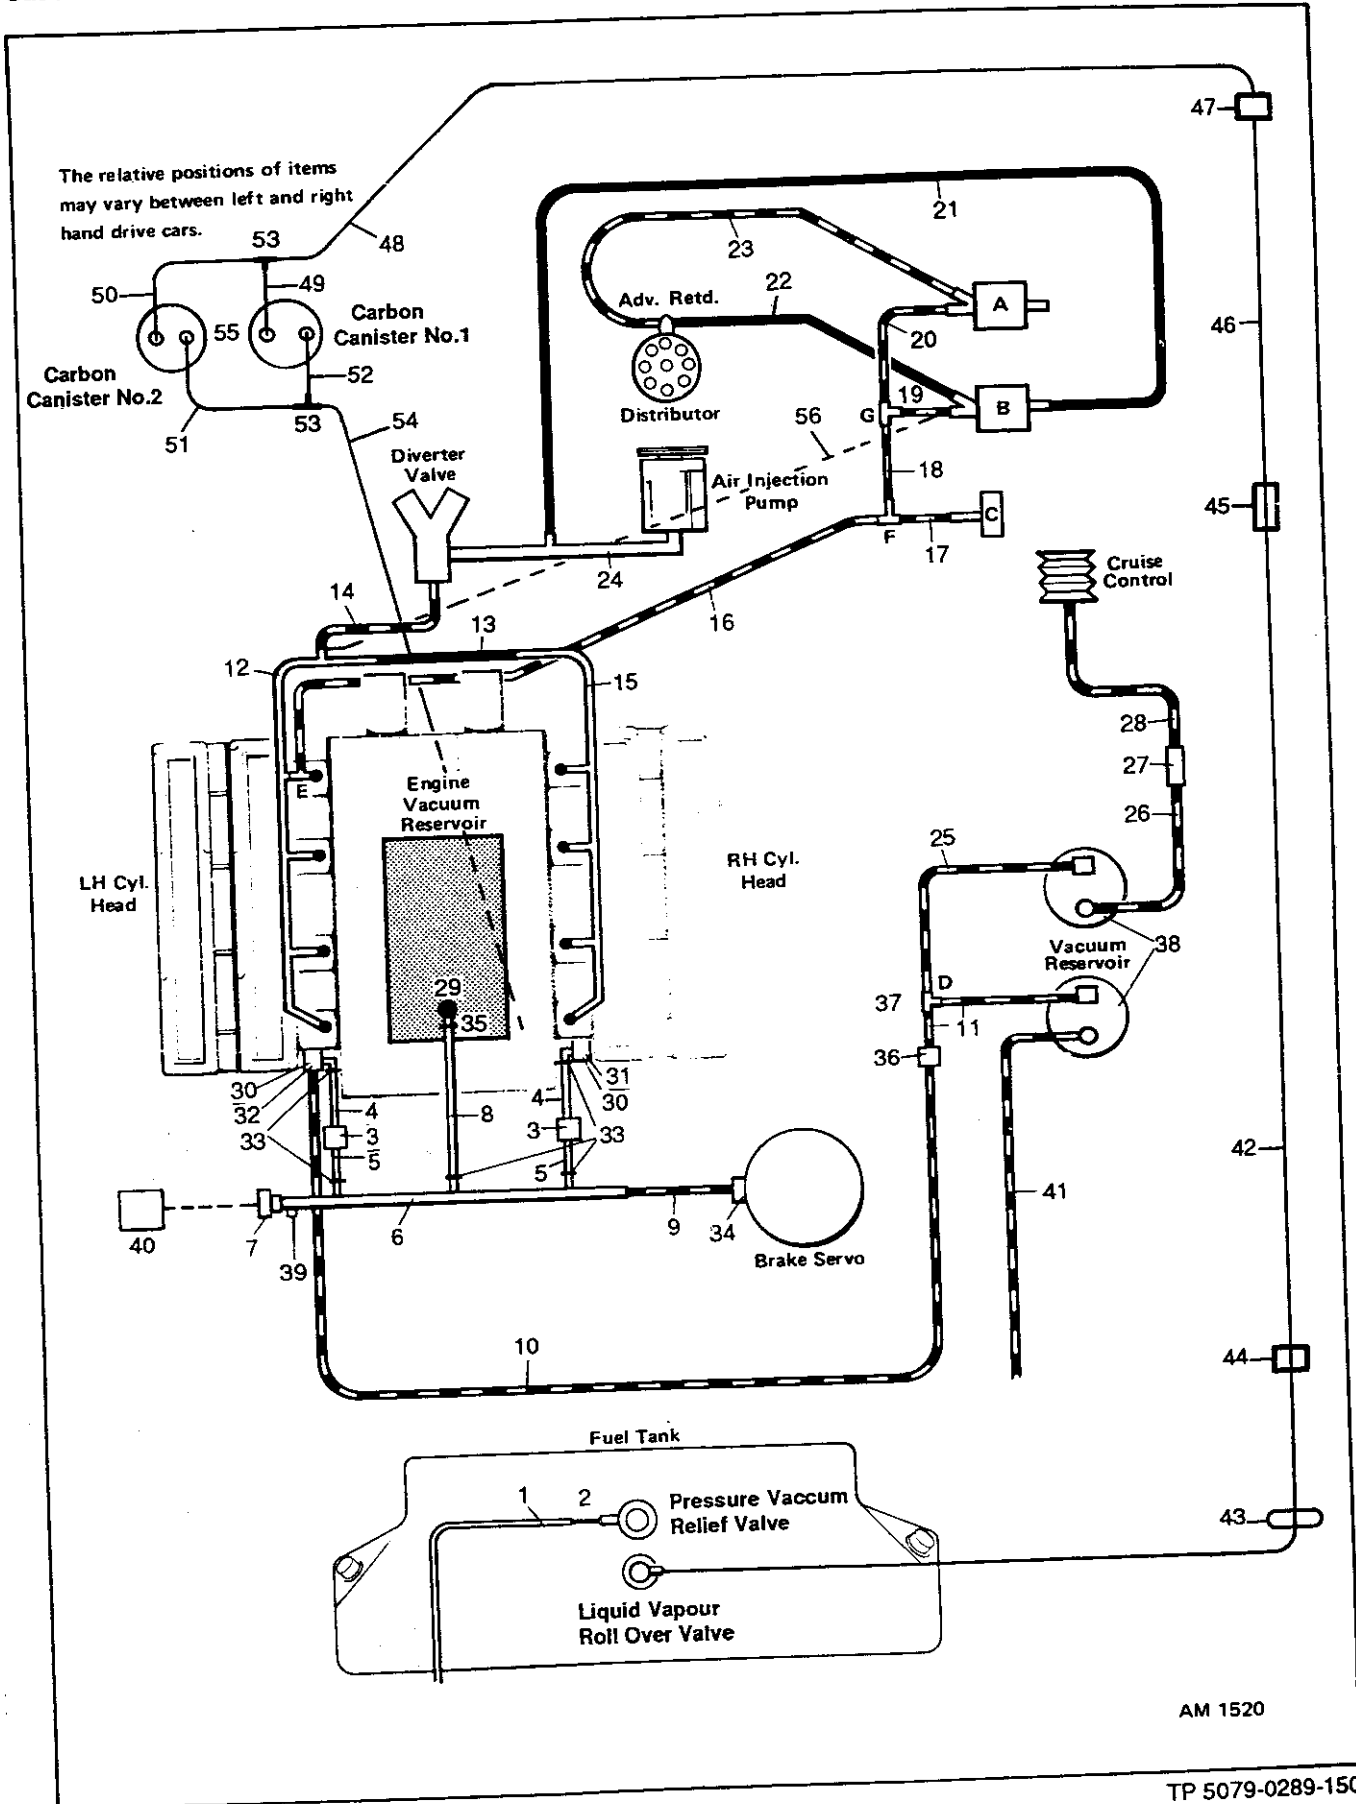 47
The relative positions of items
may vary between left and right
hand drive cars.
21
53
48
23
50
49
22
Adv. Retd.
A
55
Carbon
Canister No.1
20
46
Carbon
Canister No.2
52
19
B
53
Distributor
G
56
51
54
Diverter
Valve
18
Air Injection
Pump
45
C
F
17
24
Cruise
Control
14
16
13
12
15
28
27
E
Engine
Vacuum
Reservoir
26
25
LH Cyl.
Head
RH Cyl.
Head
Vacuum
Reservoir
38
29
D
37
35
11
36
30
32
31
30
4
4
8
33
3
5
3
33
5
42
41
40
7
39
6
9
34
Brake Servo
10
44
Fuel Tank
1
2
Pressure Vaccum
Relief Valve
43
Liquid Vapour
Roll Over Valve
AM 1520
TP 5079-0289-150